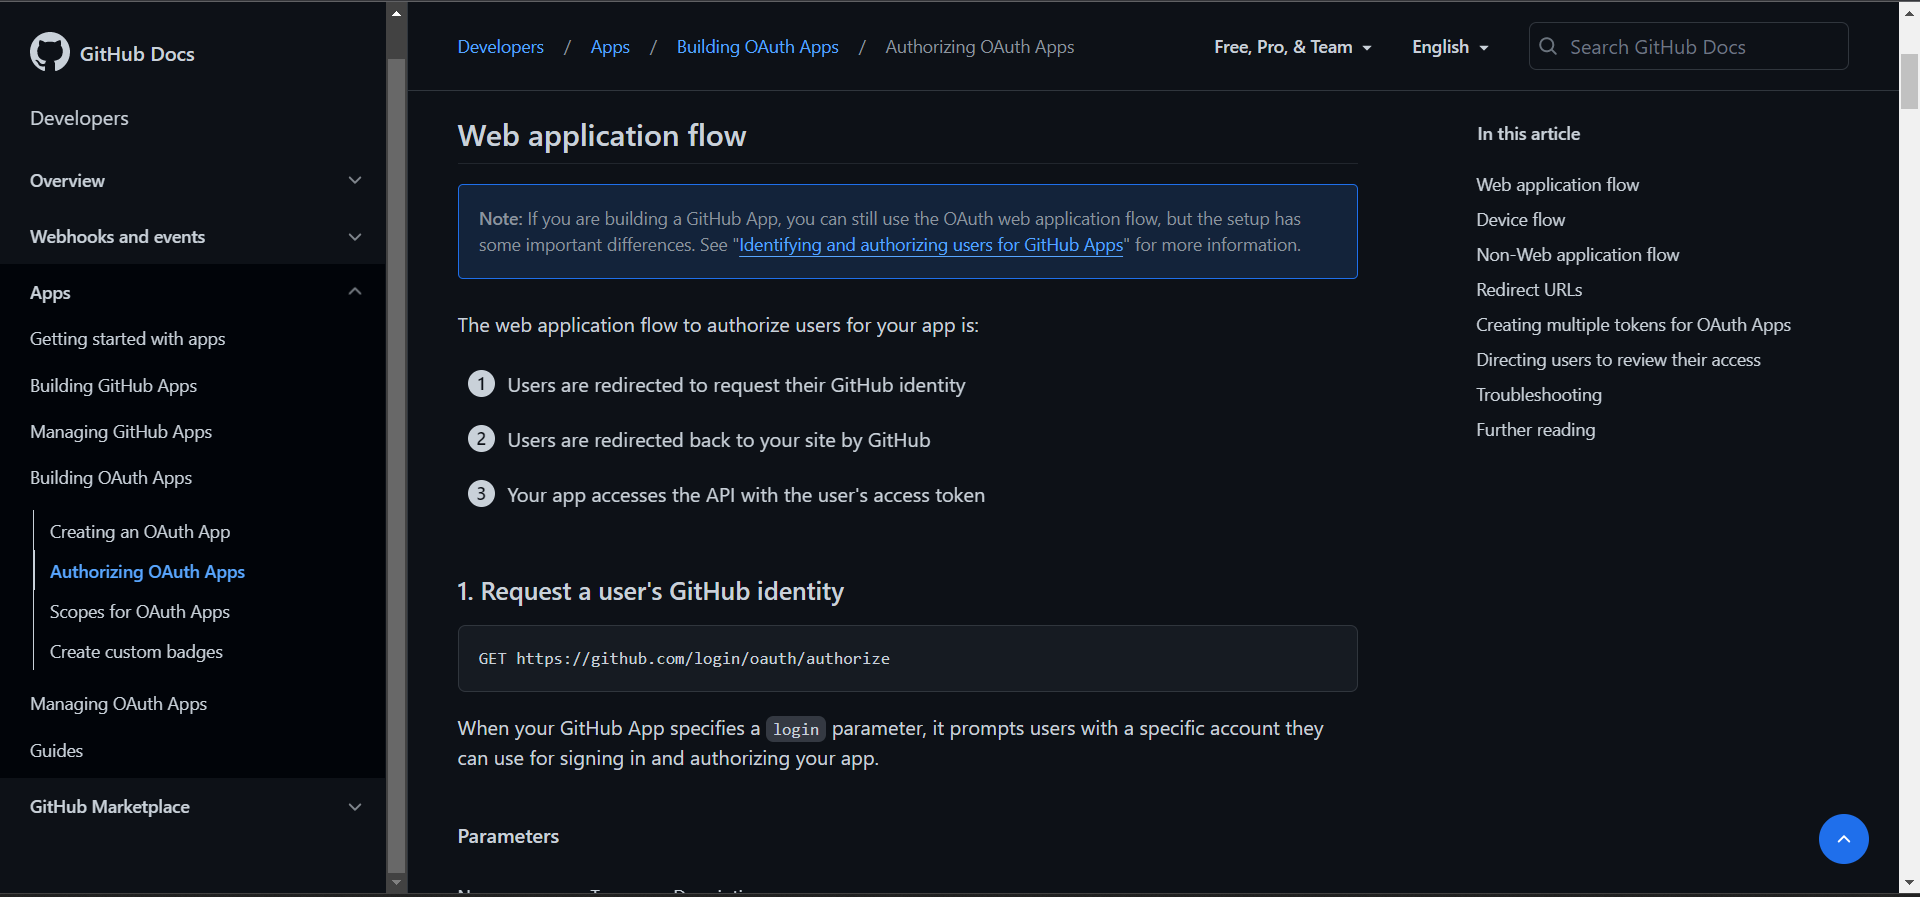 GitHub Docs
Developers
Overview
Webhooks and events
Apps
Getting started with apps
Building GitHub Apps
Managing GitHub Apps
Building OAuth Apps
Creating an OAuth App
Authorizing OAuth Apps
Scopes for OAuth Apps
Create custom badges
Managing OAuth Apps
Guides
GitHub Marketplace
Developers / Apps / Building OAuth Apps / Authorizing OAuth Apps
Free, Pro, & Team
English
Search GitHub Docs
Web application flow
Note: If you are building a GitHub App, you can still use the OAuth web application flow, but the setup has
some important differences. See "Identifying and authorizing users for GitHub Apps" for more information.
The web application flow to authorize users for your app is:
1 Users are redirected to request their GitHub identity
2 Users are redirected back to your site by GitHub
3 Your app accesses the API with the user's access token
1. Request a user's GitHub identity
GET https://github.com/login/oauth/authorize
When your GitHub App specifies a login parameter, it prompts users with a specific account they
can use for signing in and authorizing your app.
Parameters
In this article
Web application flow
Device flow
Non-Web application flow
Redirect URLs
Creating multiple tokens for OAuth Apps
Directing users to review their access
Troubleshooting
Further reading